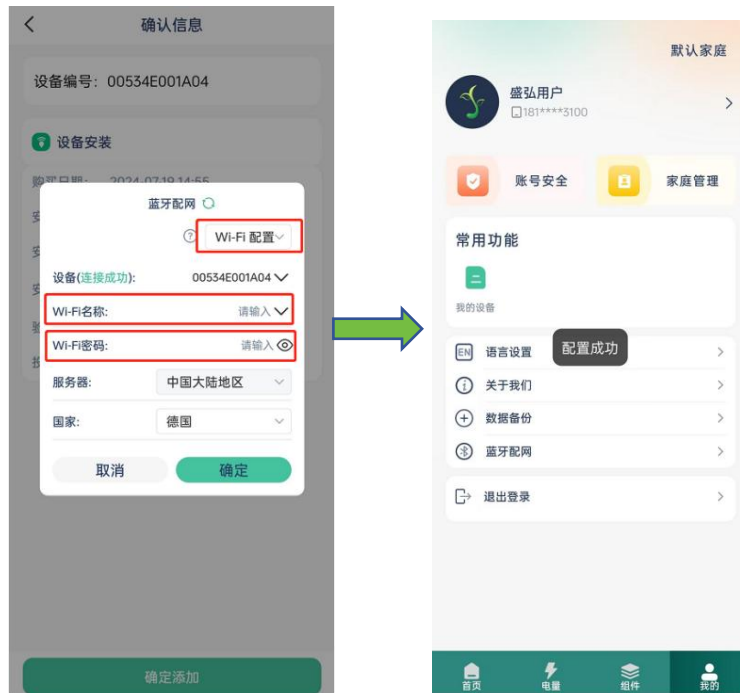 确认信息
设备编号: 00534E001A04
设备安装
购买日期: 2024-07-19 14:55
蓝牙配网
Wi-Fi 配置
设备(连接成功): 00534E001A04
Wi-Fi名称: 请输入
Wi-Fi密码: 请输入
服务器: 中国大陆地区
国家: 德国
取消 确定
确定添加
默认家庭
盛弘用户
181****3100
账号安全 家庭管理
常用功能
我的设备
EN 语言设置
配置成功
关于我们
数据备份
蓝牙配网
退出登录
首页 电量 组件 我的